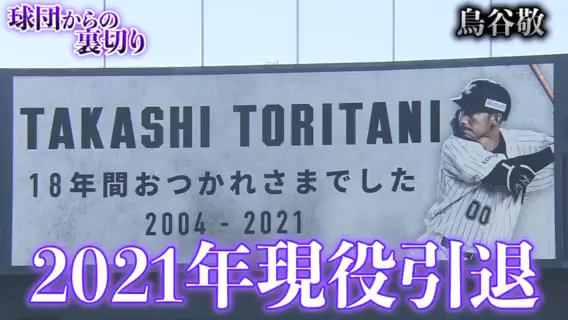 球団からの
裏切り
鳥谷敬
TAKASHI TORITANI
18年間おつかれさまでした
2004 - 2021
00
2021年現役引退